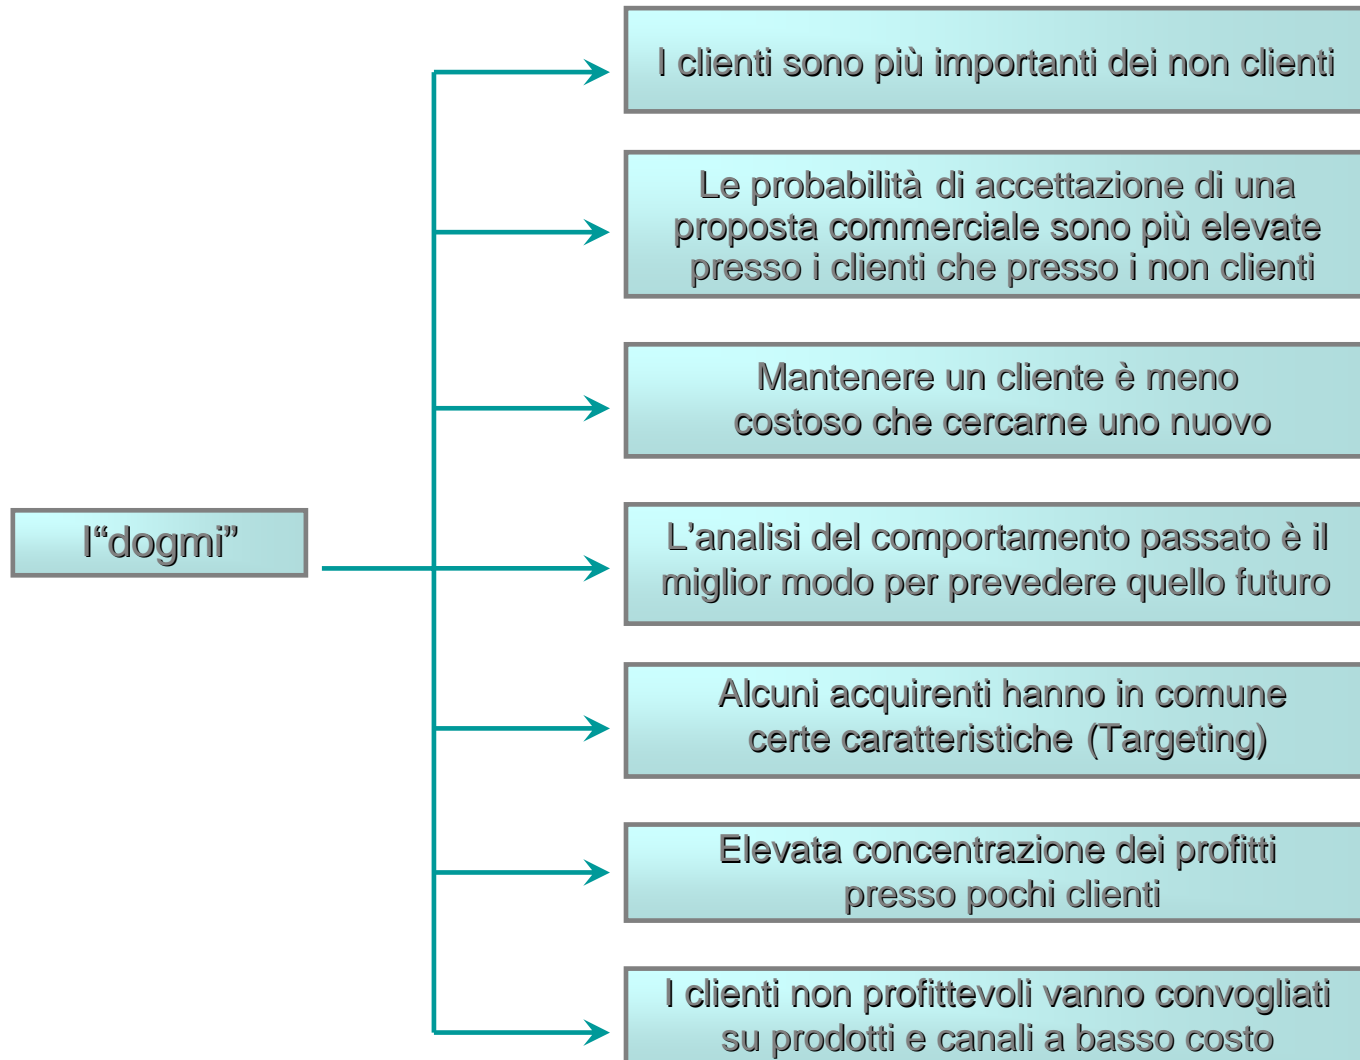 I clienti sono più importanti dei non clienti
Le probabilità di accettazione di una
proposta commerciale sono più elevate
presso i clienti che presso i non clienti
Mantenere un cliente è meno
costoso che cercarne uno nuovo
I“dogmi”
L’analisi del comportamento passato è il
miglior modo per prevedere quello futuro
Alcuni acquirenti hanno in comune
certe caratteristiche (Targeting)
Elevata concentrazione dei profitti
presso pochi clienti
I clienti non profittevoli vanno convogliati
su prodotti e canali a basso costo